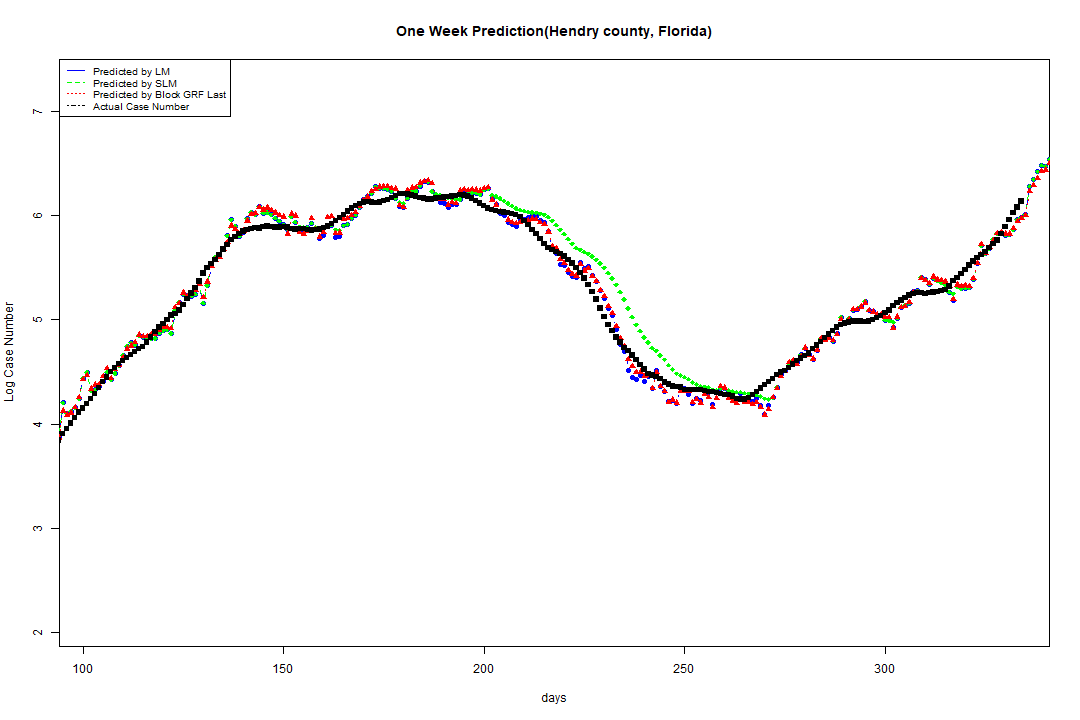 One Week Prediction(Hendry county, Florida)
Predicted by LM
Predicted by SLM
Predicted by Block GRF Last
Actual Case Number
7
6
5
4
3
2
Log Case Number
100 150 200 250 300
days